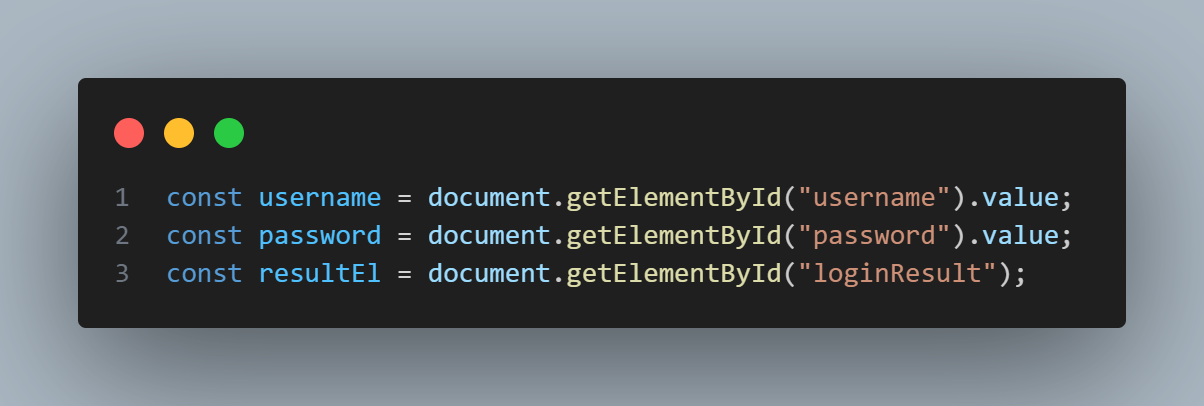 1 const username = document.getElementById("username").value;
2 const password = document.getElementById("password").value;
3 const resultEl = document.getElementById("loginResult");